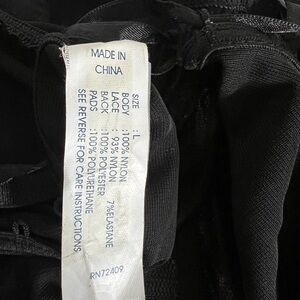 MADE IN
CHINA
SIZE : L
BODY :100% NYLON
LACE : 93% NYLON
7% ELASTANE
BACK :100% POLYESTER
PADS :100% POLYURETHANE
SEE REVERSE FOR CARE INSTRUCTIONS
RN72409